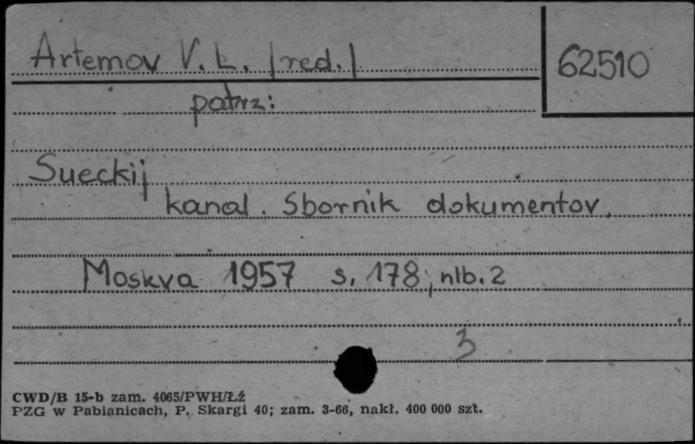 Artemov V. L. /red./
62510
patrz:
Sueckij
kanal. Sbornik dokumentov.
Moskva 1957 s. 178, nlb. 2
3
CWD/B 15-b zam. 4065/PWH/Łź
PZG w Pabianicach, P. Skargi 40; zam. 3-66, nakł. 400 000 szt.